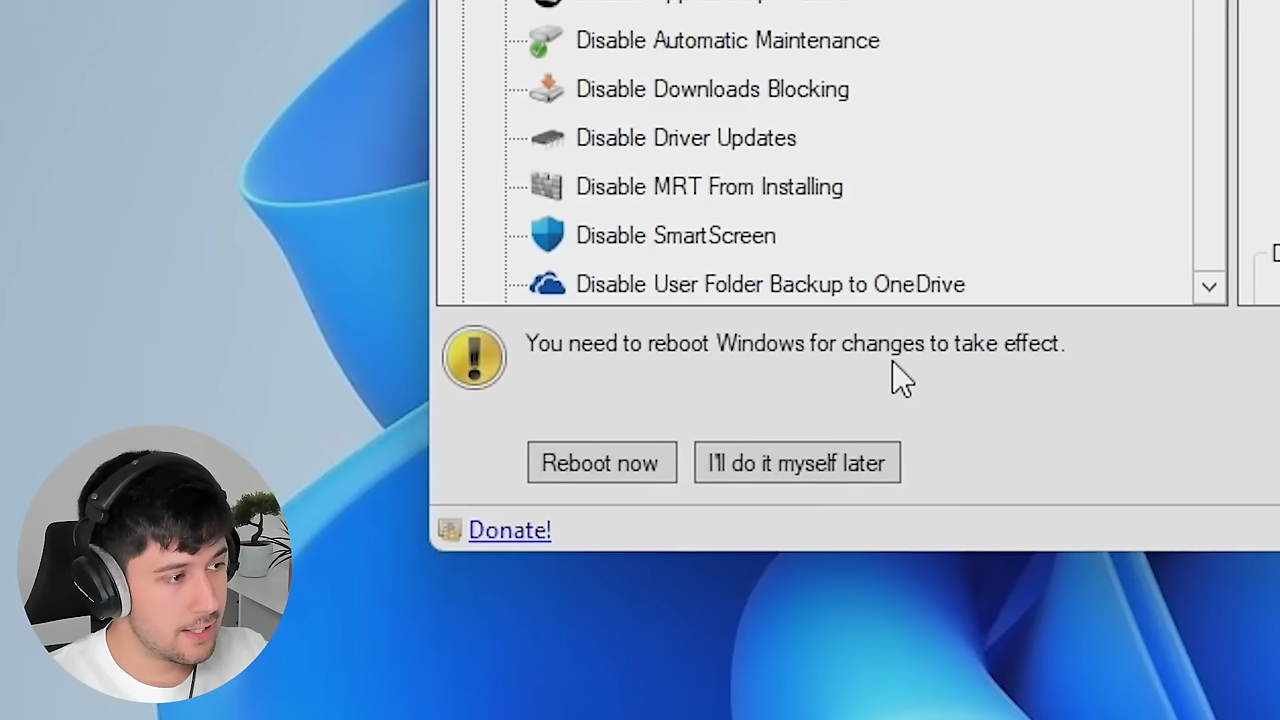 Disable Automatic Maintenance
Disable Downloads Blocking
Disable Driver Updates
Disable MRT From Installing
Disable SmartScreen
Disable User Folder Backup to OneDrive
You need to reboot Windows for changes to take effect.
Reboot now
I'll do it myself later
Donate!